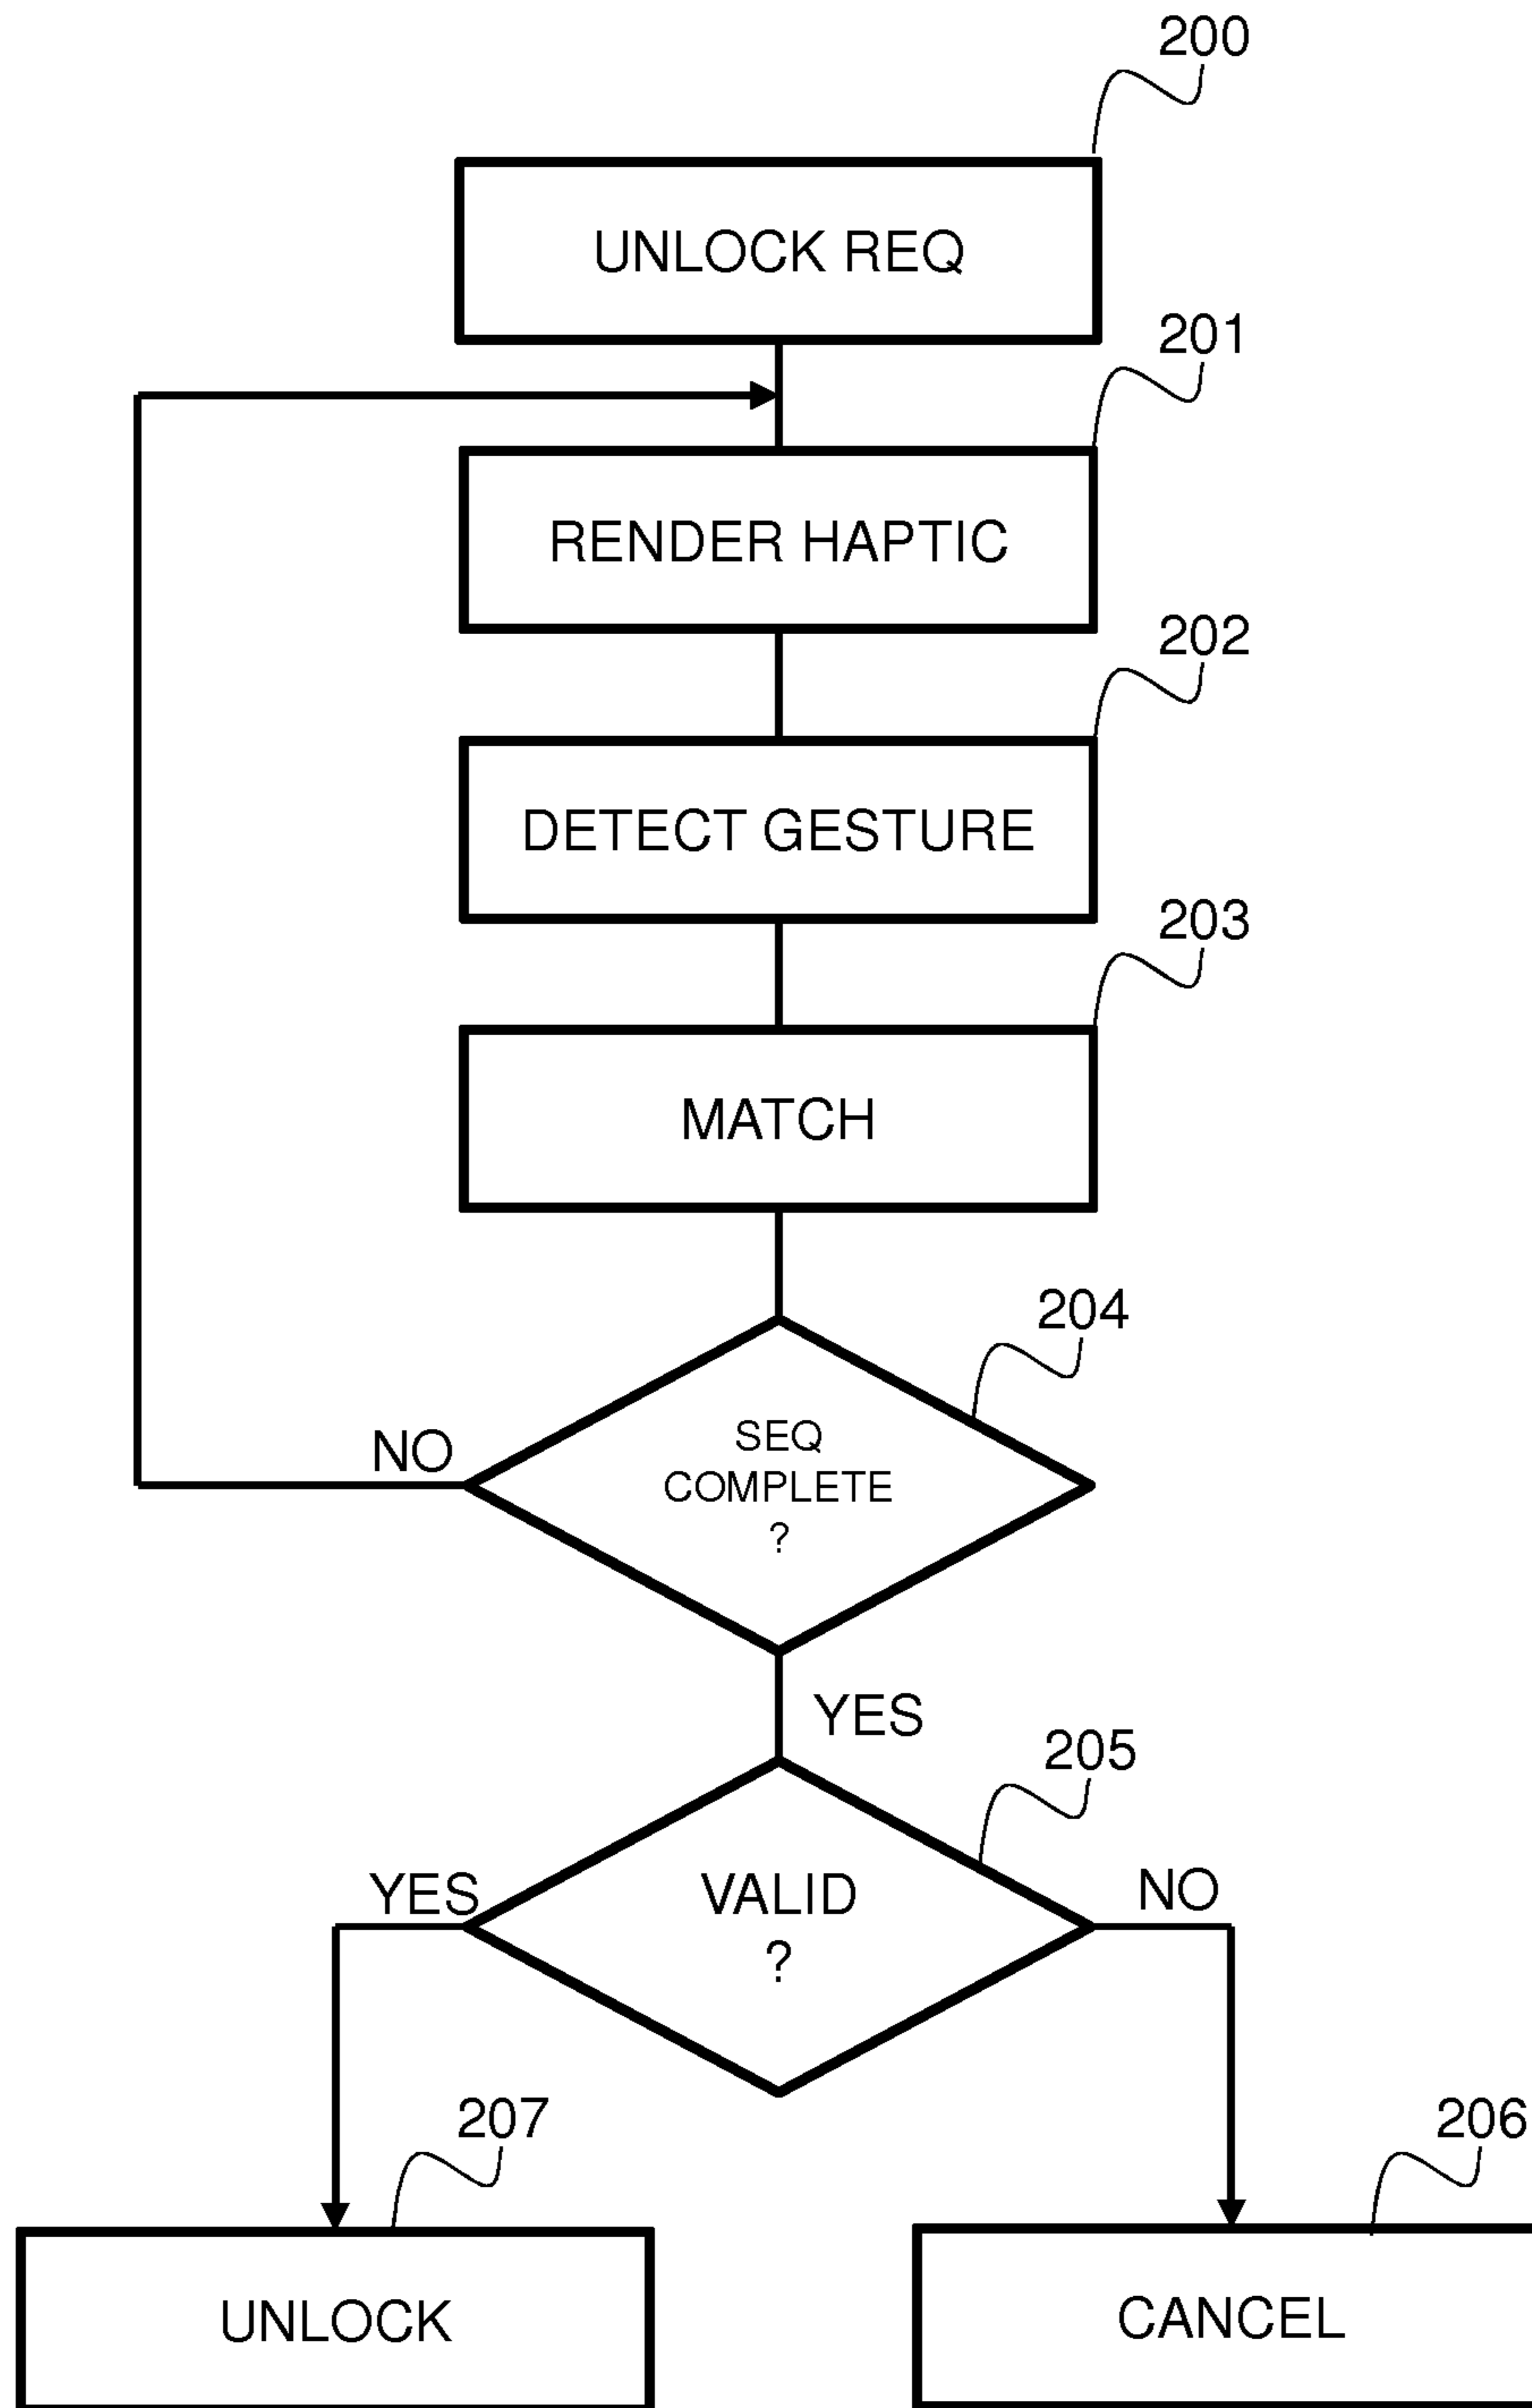 200
UNLOCK REQ
201
RENDER HAPTIC
202
DETECT GESTURE
203
MATCH
204
SEQ
COMPLETE
?
NO
YES
205
VALID
?
YES
NO
207
206
UNLOCK
CANCEL